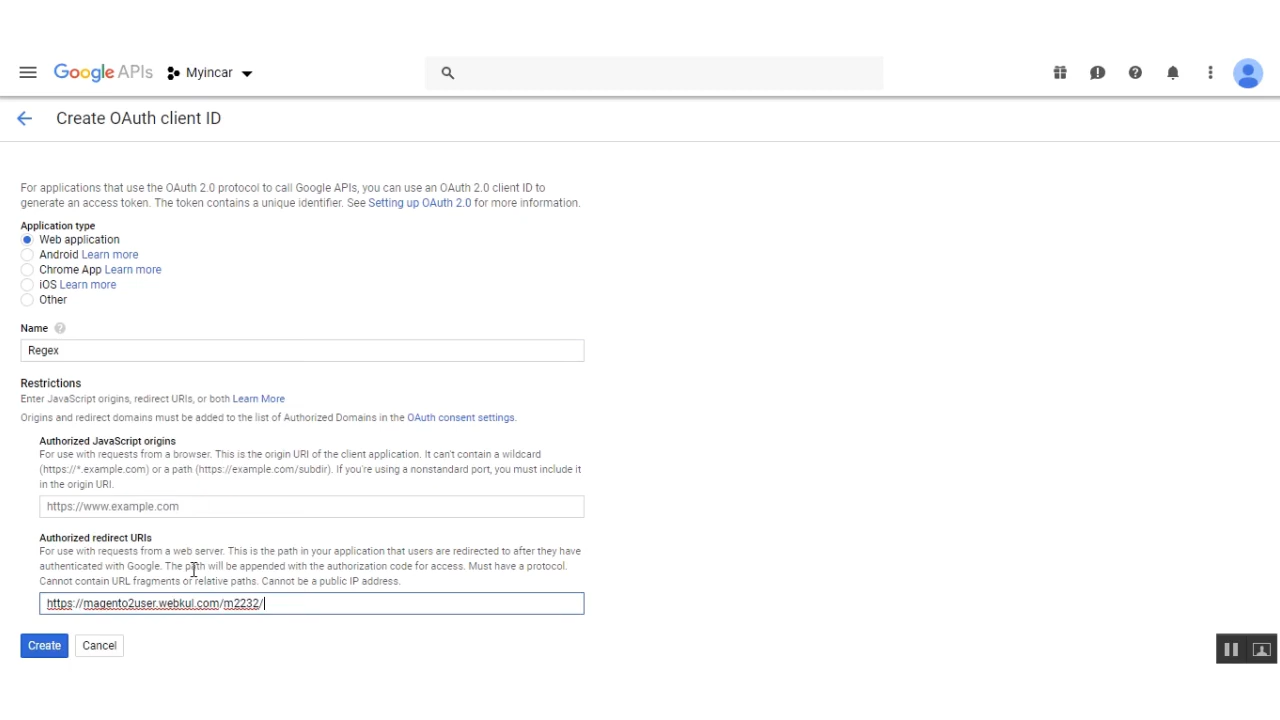 Google APIs Myincar
Create OAuth client ID
For applications that use the OAuth 2.0 protocol to call Google APIs, you can use an OAuth 2.0 client ID to
generate an access token. The token contains a unique identifier. See Setting up OAuth 2.0 for more information.
Application type
Web application
Android Learn more
Chrome App Learn more
iOS Learn more
Other
Name ?
Regex
Restrictions
Enter JavaScript origins, redirect URIs, or both Learn More
Origins and redirect domains must be added to the list of Authorized Domains in the OAuth consent settings.
Authorized JavaScript origins
For use with requests from a browser. This is the origin URI of the client application. It can't contain a wildcard
(https://*.example.com) or a path (https://example.com/subdir). If you're using a nonstandard port, you must include it
in the origin URI.
https://www.example.com
Authorized redirect URIs
For use with requests from a web server. This is the path in your application that users are redirected to after they have
authenticated with Google. The path will be appended with the authorization code for access. Must have a protocol.
Cannot contain URL fragments or relative paths. Cannot be a public IP address.
https://magento2user.webkul.com/m2232/
Create Cancel